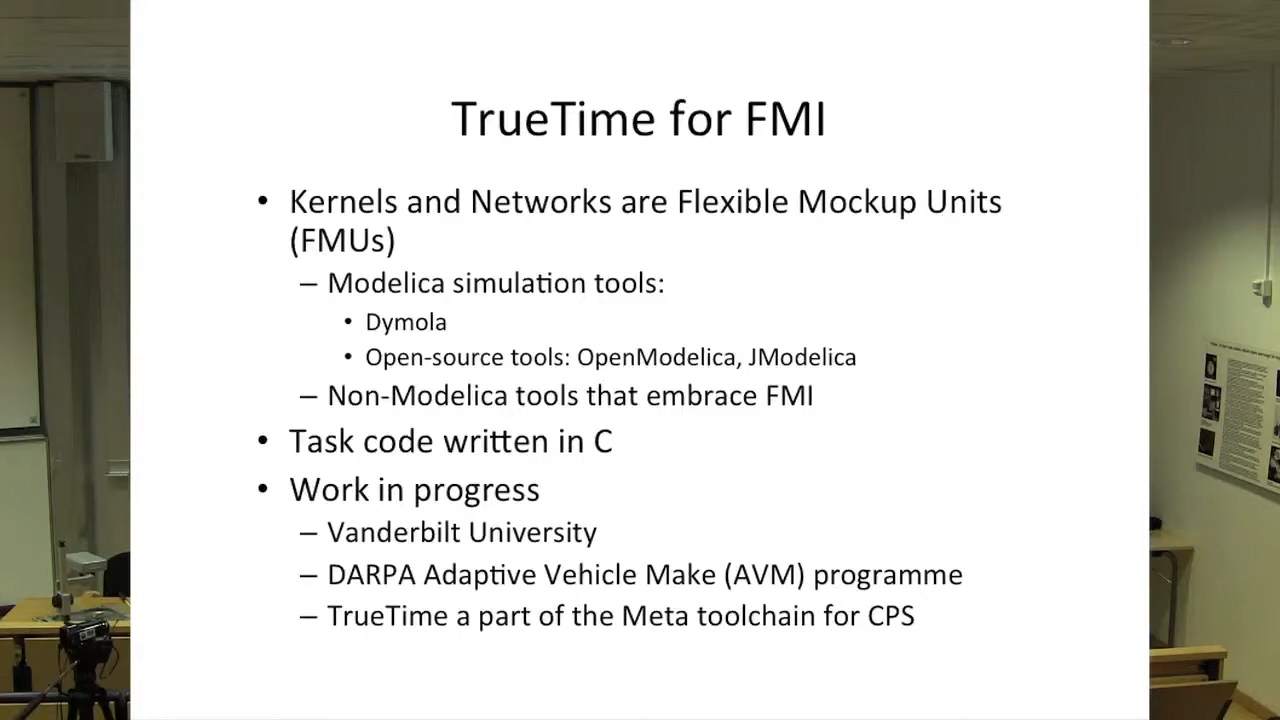 TrueTime for FMI
• Kernels and Networks are Flexible Mockup Units
(FMUs)
– Modelica simulation tools:
• Dymola
• Open-source tools: OpenModelica, JModelica
– Non-Modelica tools that embrace FMI
• Task code written in C
• Work in progress
– Vanderbilt University
– DARPA Adaptive Vehicle Make (AVM) programme
– TrueTime a part of the Meta toolchain for CPS